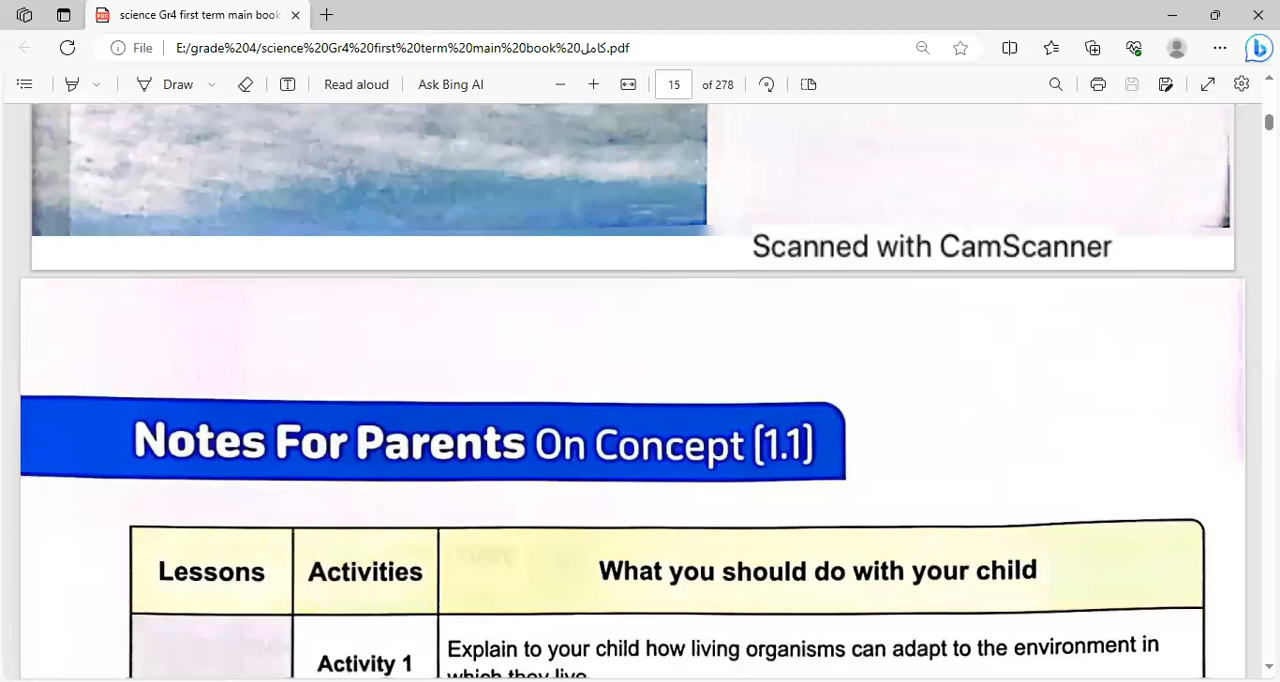 science Gr4 first term main book
File
E:/grade%204/science%20Gr4%20first%20term%20main%20book%20كامل.pdf
Draw
Read aloud
Ask Bing AI
15
of 278
Scanned with CamScanner
Notes For Parents On Concept [1.1]
Lessons
Activities
What you should do with your child
Activity 1
Explain to your child how living organisms can adapt to the environment in
which they live.